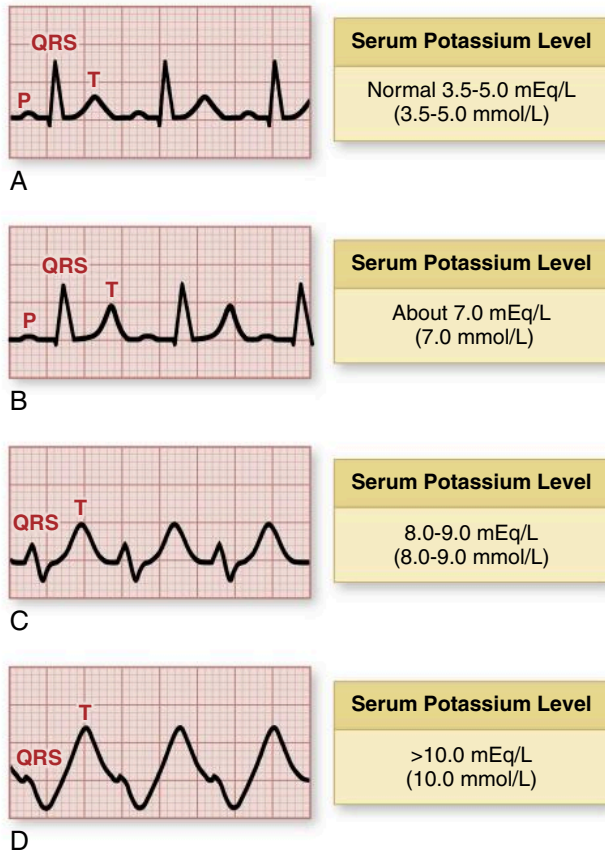 QRS
P
T
Serum Potassium Level
Normal 3.5-5.0 mEq/L
(3.5-5.0 mmol/L)
A
QRS
P
T
Serum Potassium Level
About 7.0 mEq/L
(7.0 mmol/L)
B
QRS
T
Serum Potassium Level
8.0-9.0 mEq/L
(8.0-9.0 mmol/L)
C
QRS
T
Serum Potassium Level
>10.0 mEq/L
(10.0 mmol/L)
D